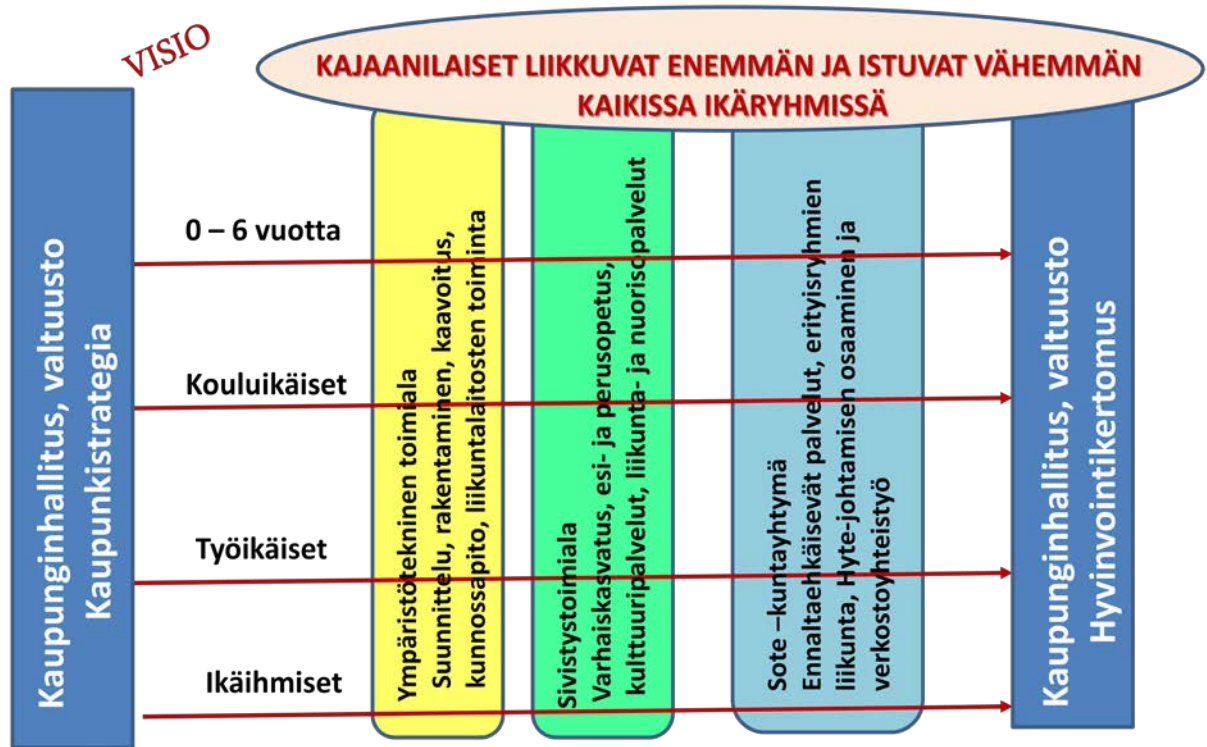 VISIO
KAJAANILAISET LIIKKUVAT ENEMMÄN JA ISTUVAT VÄHEMMÄN
KAIKISSA IKÄRYHMISSÄ
Kaupunginhallitus, valtuusto
Kaupunkistrategia
0 – 6 vuotta
Kouluikäiset
Työikäiset
Ikäihmiset
Ympäristötekninen toimiala
Suunnittelu, rakentaminen, kaavoitus,
kunnossapito, liikuntalaitosten toiminta
Sivistystoimiala
Varhaiskasvatus, esi- ja perusopetus,
kulttuuripalvelut, liikunta- ja nuorisopalvelut
Sote –kuntayhtymä
Ennaltaehkäisevät palvelut, erityisryhmien
liikunta, Hyte-johtamisen osaaminen ja
verkostoyhteistyö
Kaupunginhallitus, valtuusto
Hyvinvointikertomus